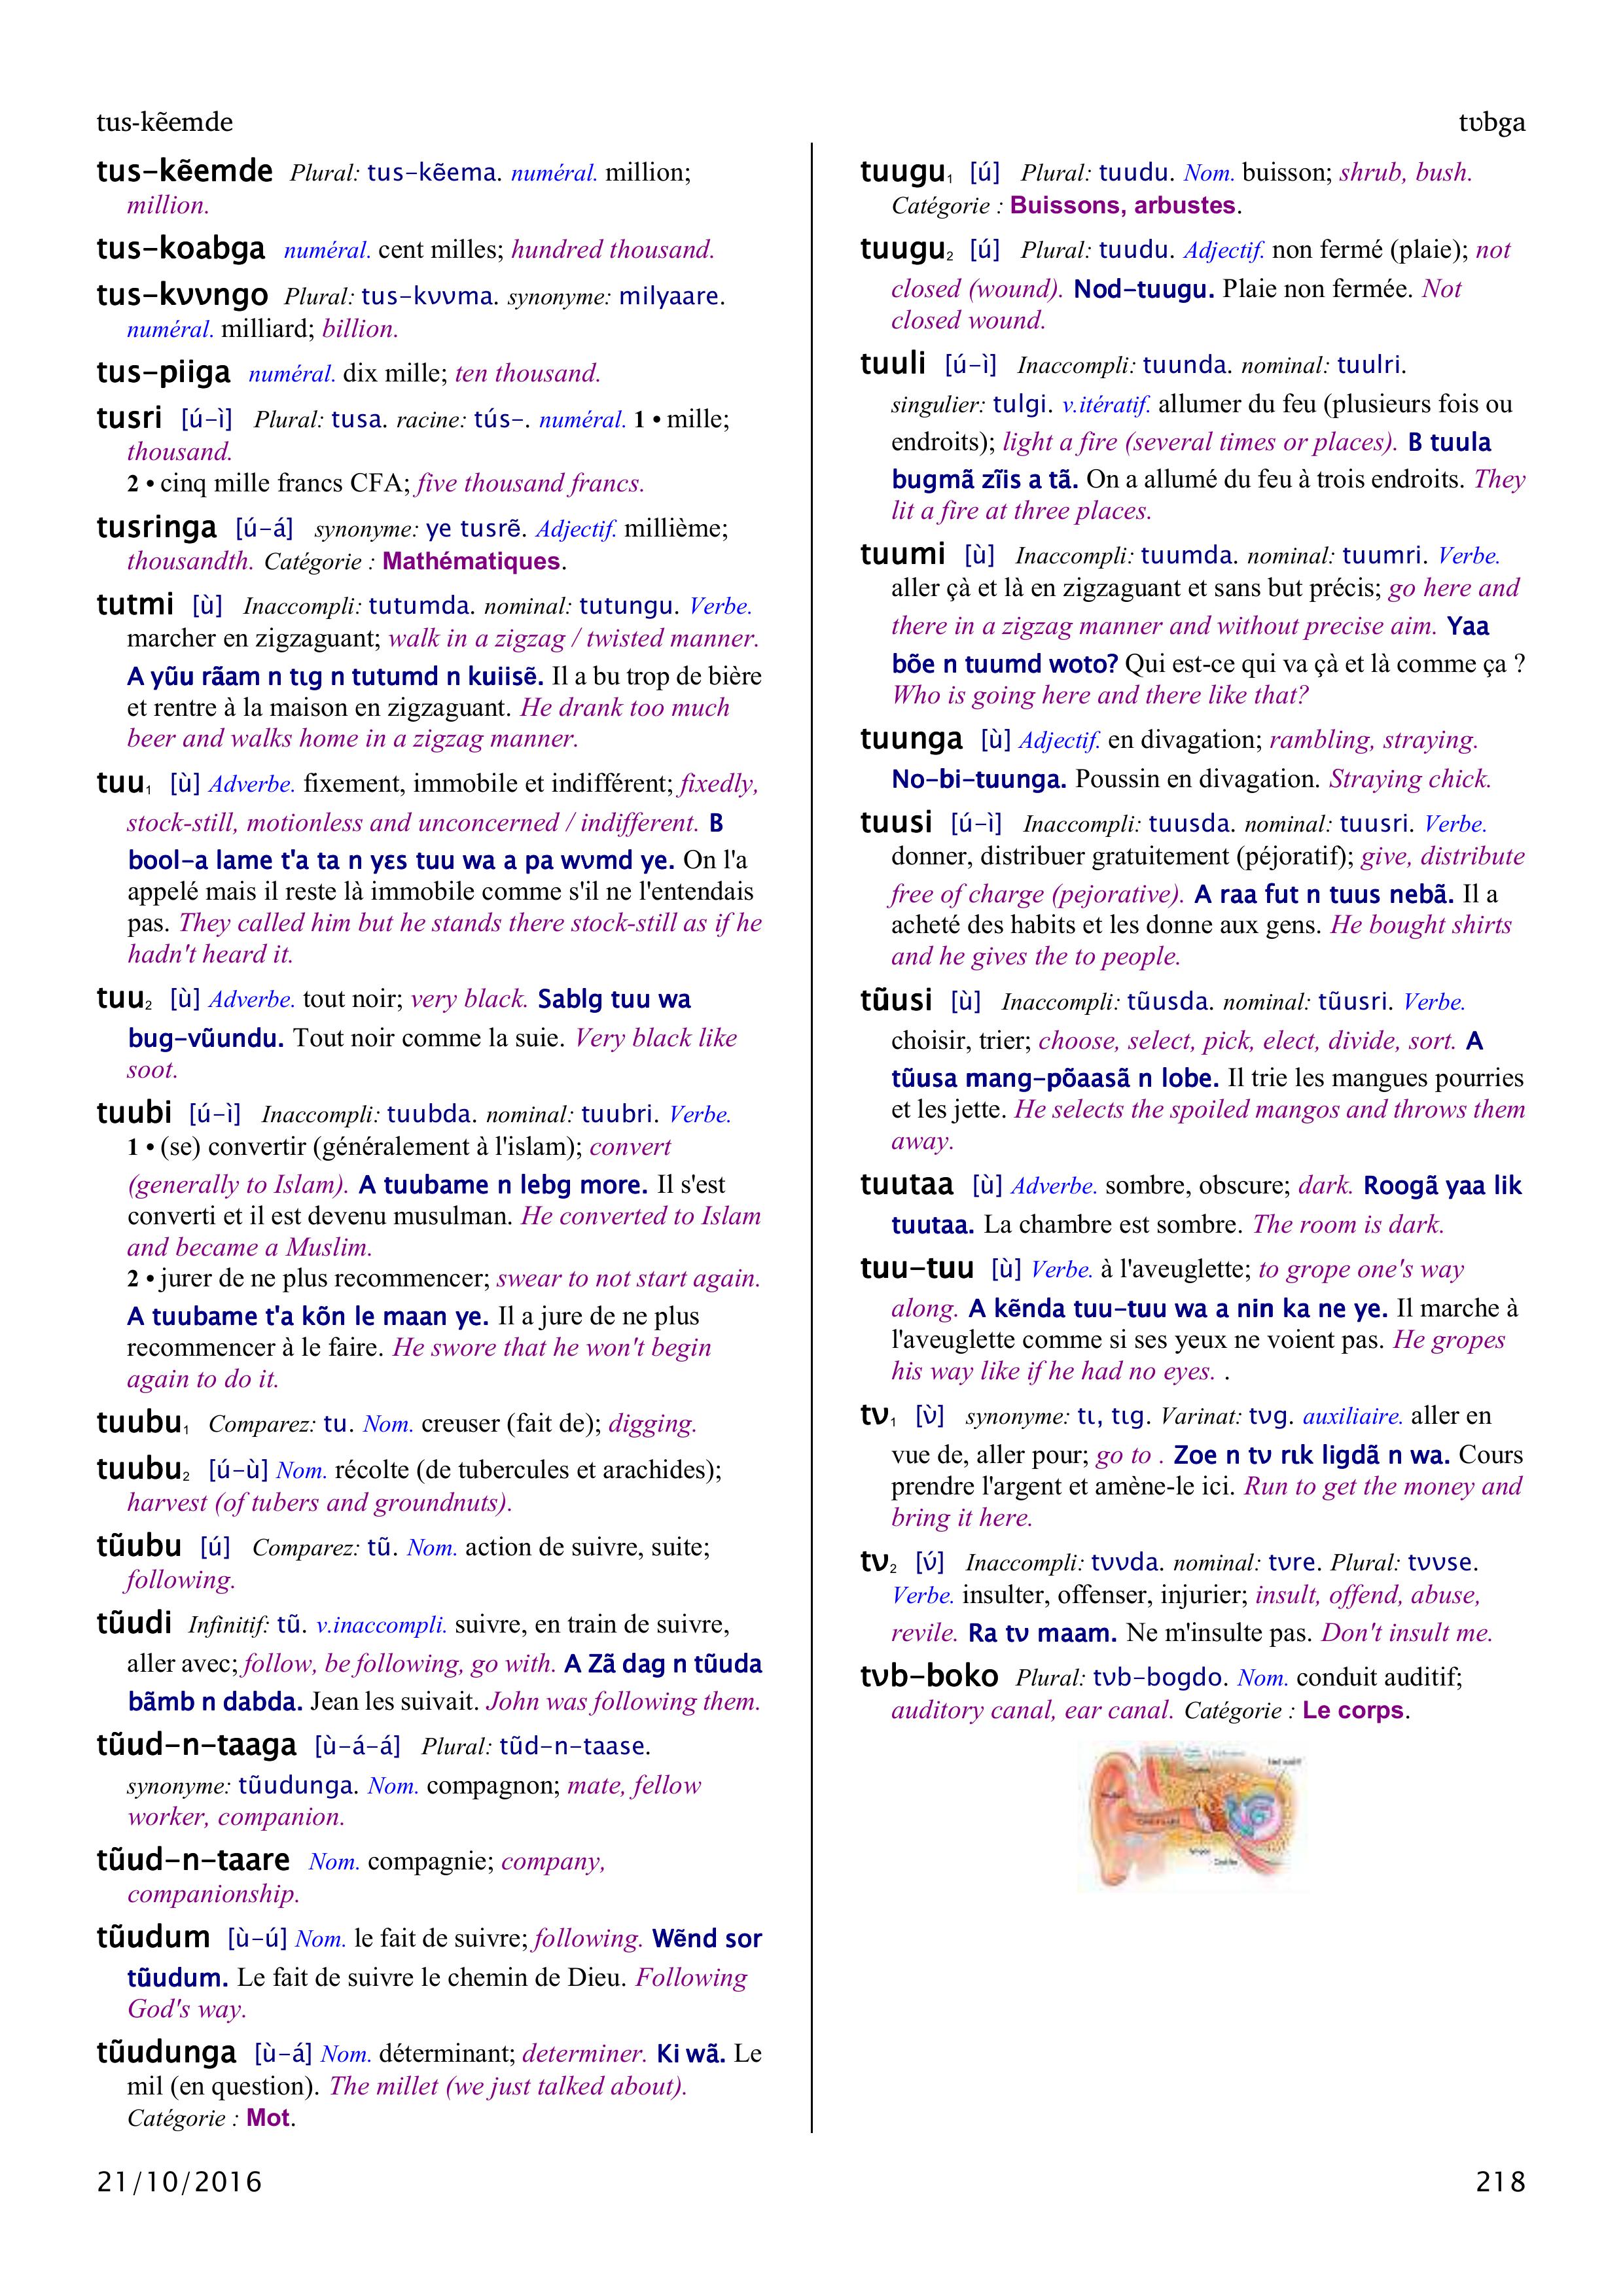 tus-kẽemde
tʋbga
tus-kẽemde Plural: tus-kẽema. numéral. million;
million.
tus-koabga numéral. cent milles; hundred thousand.
tus-kʋʋngo Plural: tus-kʋʋma. synonyme: milyaare.
numéral. milliard; billion.
tus-piiga numéral. dix mille; ten thousand.
tusri [ú-ì] Plural: tusa. racine: tús-. numéral. 1 • mille;
thousand.
2 • cinq mille francs CFA; five thousand francs.
tusringa [ú-á] synonyme: ye tusrẽ. Adjectif. millième;
thousandth. Catégorie : Mathématiques.
tutmi [ù] Inaccompli: tutumda. nominal: tutungu. Verbe.
marcher en zigzaguant; walk in a zigzag / twisted manner.
A yũu rãam n tɩg n tutumd n kuiisẽ. Il a bu trop de bière
et rentre à la maison en zigzaguant. He drank too much
beer and walks home in a zigzag manner.
tuu₁ [ù] Adverbe. fixement, immobile et indifférent; fixedly,
stock-still, motionless and unconcerned / indifferent. B
bool-a lame t'a ta n yɛs tuu wa a pa wʋmd ye. On l'a
appelé mais il reste là immobile comme s'il ne l'entendais
pas. They called him but he stands there stock-still as if he
hadn't heard it.
tuu₂ [ù] Adverbe. tout noir; very black. Sablg tuu wa
bug-vũundu. Tout noir comme la suie. Very black like
soot.
tuubi [ú-ì] Inaccompli: tuubda. nominal: tuubri. Verbe.
1 • (se) convertir (généralement à l'islam); convert
(generally to Islam). A tuubame n lebg more. Il s'est
converti et il est devenu musulman. He converted to Islam
and became a Muslim.
2 • jurer de ne plus recommencer; swear to not start again.
A tuubame t'a kõn le maan ye. Il a jure de ne plus
recommencer à le faire. He swore that he won't begin
again to do it.
tuubu₁ Comparez: tu. Nom. creuser (fait de); digging.
tuubu₂ [ú-ù] Nom. récolte (de tubercules et arachides);
harvest (of tubers and groundnuts).
tũubu [ú] Comparez: tũ. Nom. action de suivre, suite;
following.
tũudi Infinitif: tũ. v.inaccompli. suivre, en train de suivre,
aller avec; follow, be following, go with. A Zã dag n tũuda
bãmb n dabda. Jean les suivait. John was following them.
tũud-n-taaga [ù-á-á] Plural: tũd-n-taase.
synonyme: tũudunga. Nom. compagnon; mate, fellow
worker, companion.
tũud-n-taare Nom. compagnie; company,
companionship.
tũudum [ù-ú] Nom. le fait de suivre; following. Wẽnd sor
tũudum. Le fait de suivre le chemin de Dieu. Following
God's way.
tũudunga [ù-á] Nom. déterminant; determiner. Ki wã. Le
mil (en question). The millet (we just talked about).
Catégorie : Mot.
tuugu₁ [ú] Plural: tuudu. Nom. buisson; shrub, bush.
Catégorie : Buissons, arbustes.
tuugu₂ [ú] Plural: tuudu. Adjectif. non fermé (plaie); not
closed (wound). Nod-tuugu. Plaie non fermée. Not
closed wound.
tuuli [ú-ì] Inaccompli: tuunda. nominal: tuulri.
singulier: tulgi. v.itératif. allumer du feu (plusieurs fois ou
endroits); light a fire (several times or places). B tuula
bugmã zĩis a tã. On a allumé du feu à trois endroits. They
lit a fire at three places.
tuumi [ù] Inaccompli: tuumda. nominal: tuumri. Verbe.
aller çà et là en zigzaguant et sans but précis; go here and
there in a zigzag manner and without precise aim. Yaa
bõe n tuumd woto? Qui est-ce qui va çà et là comme ça ?
Who is going here and there like that?
tuunga [ù] Adjectif. en divagation; rambling, straying.
No-bi-tuunga. Poussin en divagation. Straying chick.
tuusi [ú-ì] Inaccompli: tuusda. nominal: tuusri. Verbe.
donner, distribuer gratuitement (péjoratif); give, distribute
free of charge (pejorative). A raa fut n tuus nebã. Il a
acheté des habits et les donne aux gens. He bought shirts
and he gives the to people.
tũusi [ù] Inaccompli: tũusda. nominal: tũusri. Verbe.
choisir, trier; choose, select, pick, elect, divide, sort. A
tũusa mang-põaasã n lobe. Il trie les mangues pourries
et les jette. He selects the spoiled mangos and throws them
away.
tuutaa [ù] Adverbe. sombre, obscure; dark. Roogã yaa lik
tuutaa. La chambre est sombre. The room is dark.
tuu-tuu [ù] Verbe. à l'aveuglette; to grope one's way
along. A kẽnda tuu-tuu wa a nin ka ne ye. Il marche à
l'aveuglette comme si ses yeux ne voient pas. He gropes
his way like if he had no eyes. .
tʋ₁ [ʋ̀] synonyme: tɩ, tɩg. Varinat: tʋg. auxiliaire. aller en
vue de, aller pour; go to . Zoe n tʋ rɩk ligdã n wa. Cours
prendre l'argent et amène-le ici. Run to get the money and
bring it here.
tʋ₂ [ʋ́] Inaccompli: tʋʋda. nominal: tʋre. Plural: tʋʋse.
Verbe. insulter, offenser, injurier; insult, offend, abuse,
revile. Ra tʋ maam. Ne m'insulte pas. Don't insult me.
tʋb-boko Plural: tʋb-bogdo. Nom. conduit auditif;
auditory canal, ear canal. Catégorie : Le corps.
21/10/2016
218